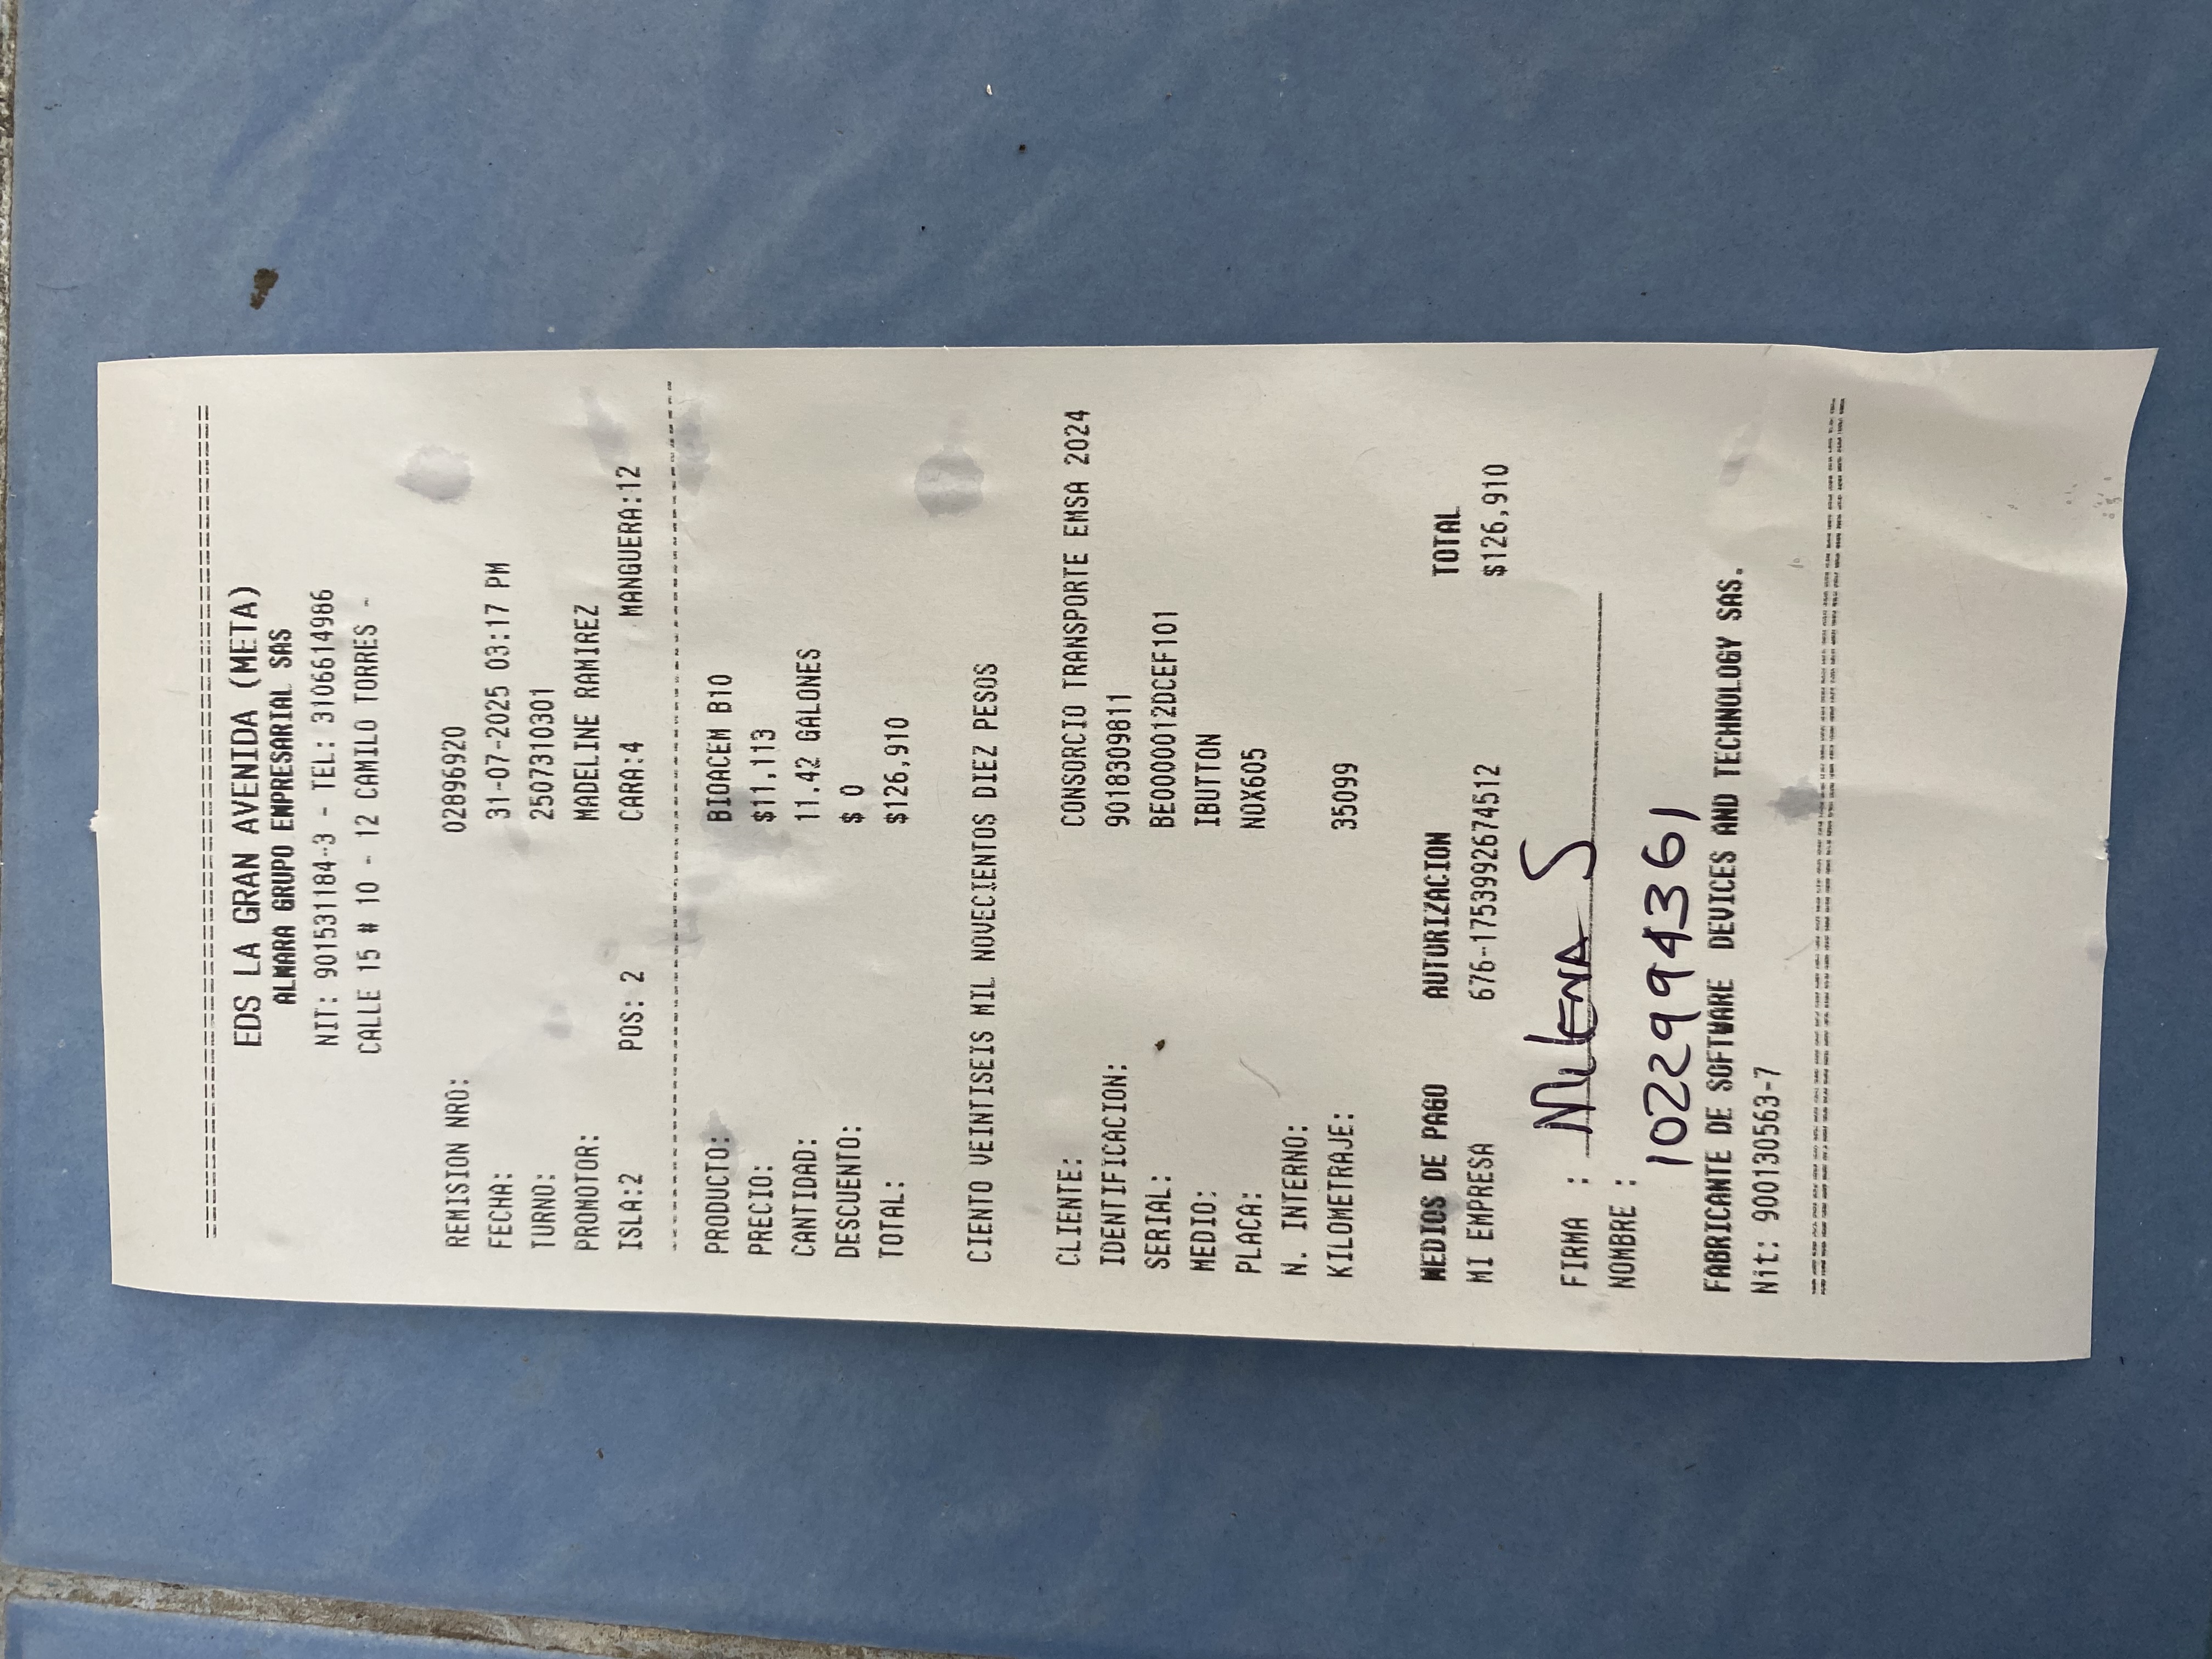 ================================================
EDS LA GRAN AVENIDA (META)
ALMARA GRUPO EMPRESARIAL SAS
NIT: 901531184-3 - TEL: 3106614986
CALLE 15 # 10 - 12 CAMILO TORRES -
REMISION NRO: 02896920
FECHA: 31-07-2025 03:17 PM
TURNO: 2507310301
PROMOTOR: MADELINE RAMIREZ
ISLA:2 POS: 2 CARA:4 MANGUERA:12
------------------------------------------------
PRODUCTO: BIOACEM B10
PRECIO: $11,113
CANTIDAD: 11.42 GALONES
DESCUENTO: $ 0
TOTAL: $126,910
CIENTO VEINTISEIS MIL NOVECIENTOS DIEZ PESOS
CLIENTE: CONSORCIO TRANSPORTE EMSA 2024
IDENTIFICACION: 9018309811
SERIAL: BE0000012DCEF101
MEDIO: IBUTTON
PLACA: NOX605
N. INTERNO:
KILOMETRAJE: 35099
MEDIOS DE PAGO AUTORIZACION TOTAL
MI EMPRESA 676-1753992674512 $126,910
FIRMA : MILENA S
NOMBRE : 1022994361
FABRICANTE DE SOFTWARE DEVICES AND TECHNOLOGY SAS.
Nit: 900130563-7
================================================